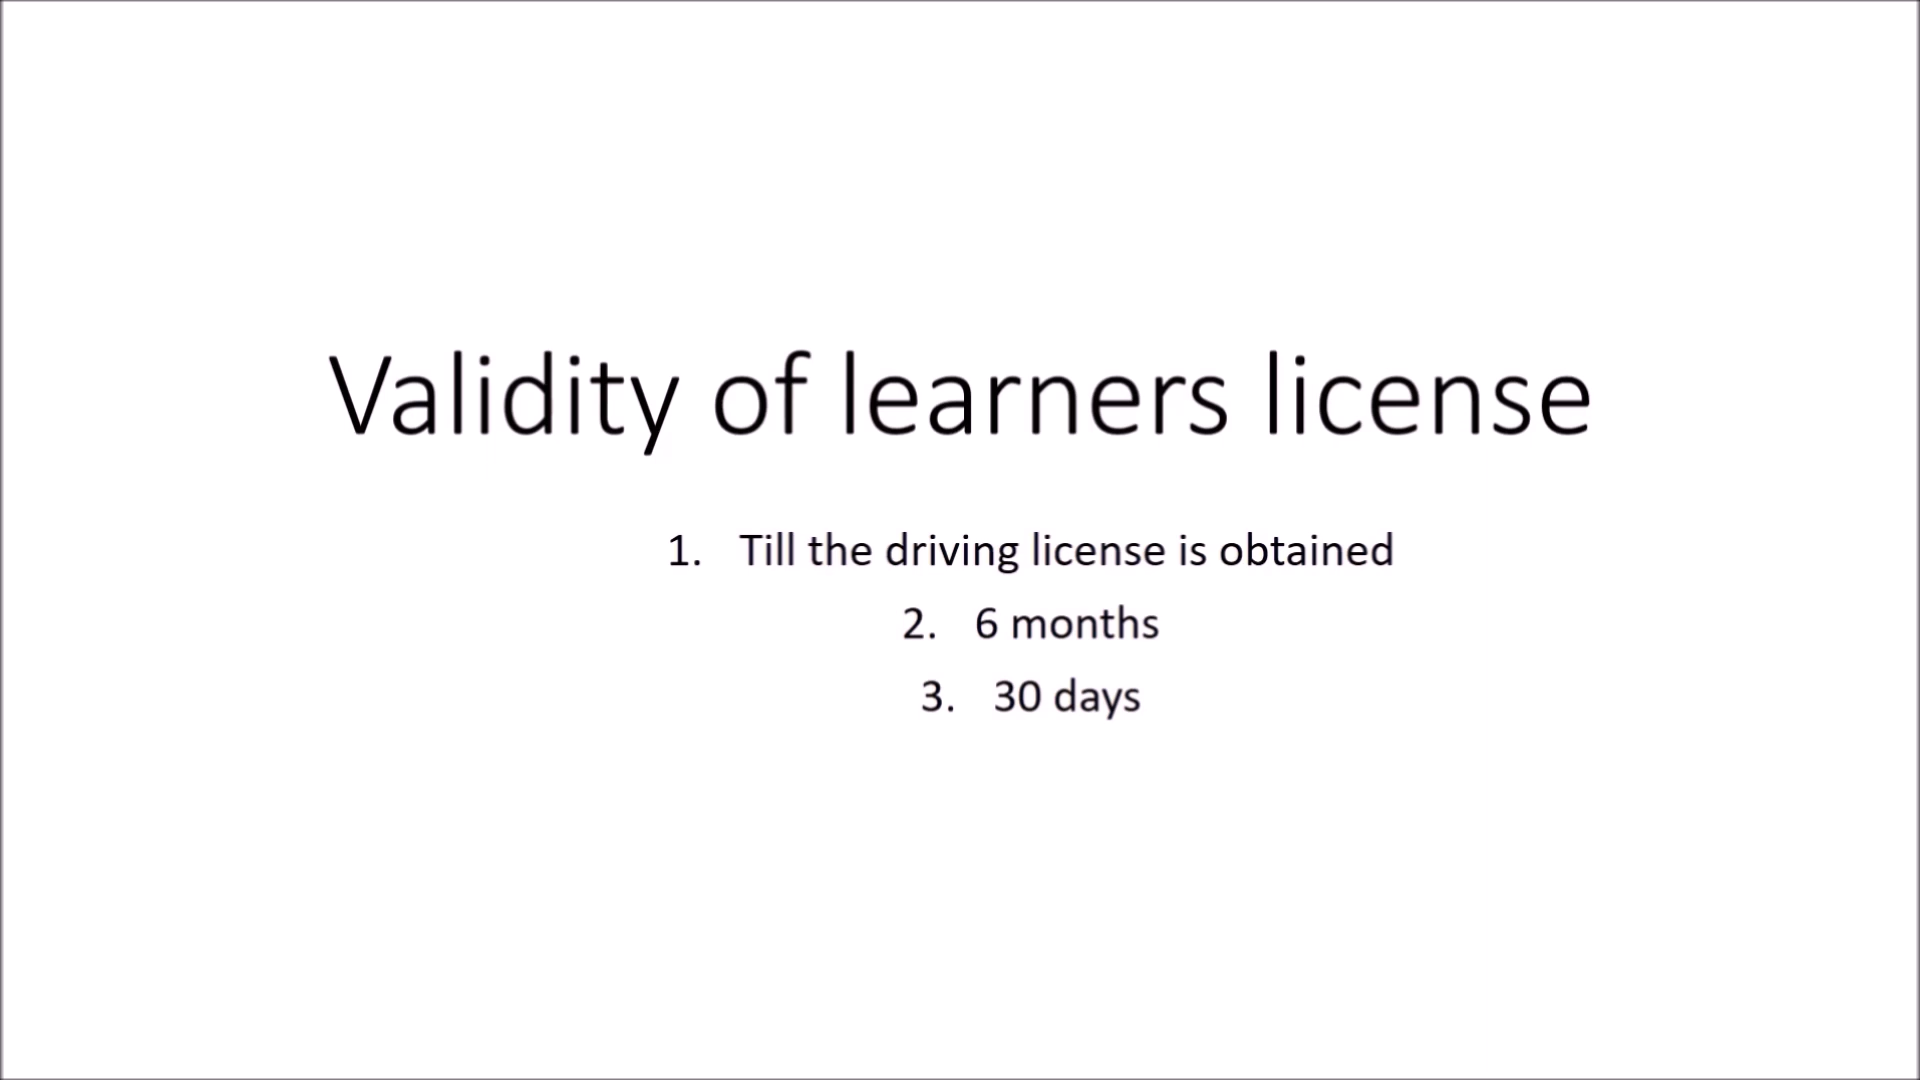 Validity of learners license
1. Till the driving license is obtained
2. 6 months
3. 30 days